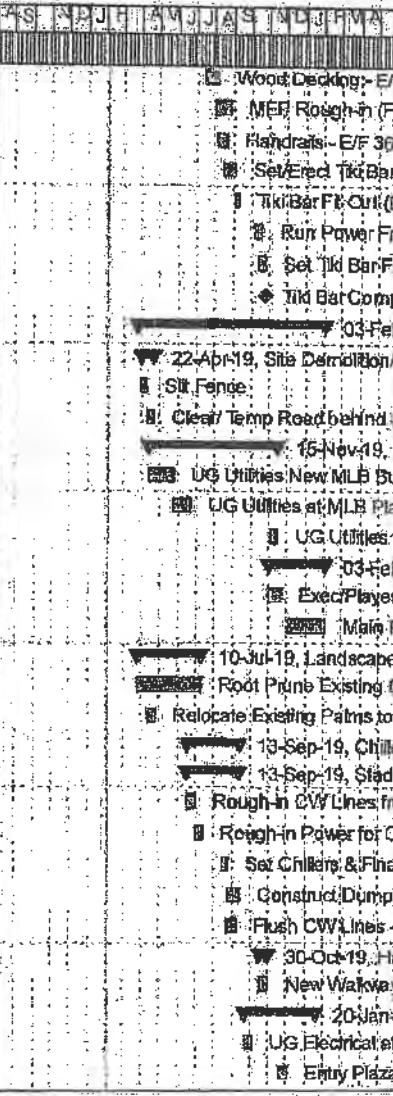 A S N D J F A M J J A S N D J F M A
Wood Decking - E/
MEP Rough-in (F
Handrails - E/F 36
Set/Erect Tiki Bar
Tiki Bar Fit-Out (
Run Power Fr
Set Tiki Bar F
Tiki Bar Comp
03-Fe
22-Apr-19, Site Demolition/
Silt Fence
Clear/ Temp Road behind
15-Nov-19,
UG Utilities New MLB Bu
UG Utilities at MLB Pla
UG Utilities
03-Fe
Exec/Player
Main
10-Jul-19, Landscape
Root Prune Existing
Relocate Existing Palms to
13-Sep-19, Chill
13-Sep-19, Stad
Rough-in CW Lines fr
Rough-in Power for C
Set Chillers & Fina
Construct Dump
Flush CW Lines -
30-Oct-19, Ha
New Walkwa
20-Jan-
UG Electrical at
Entry Plaza